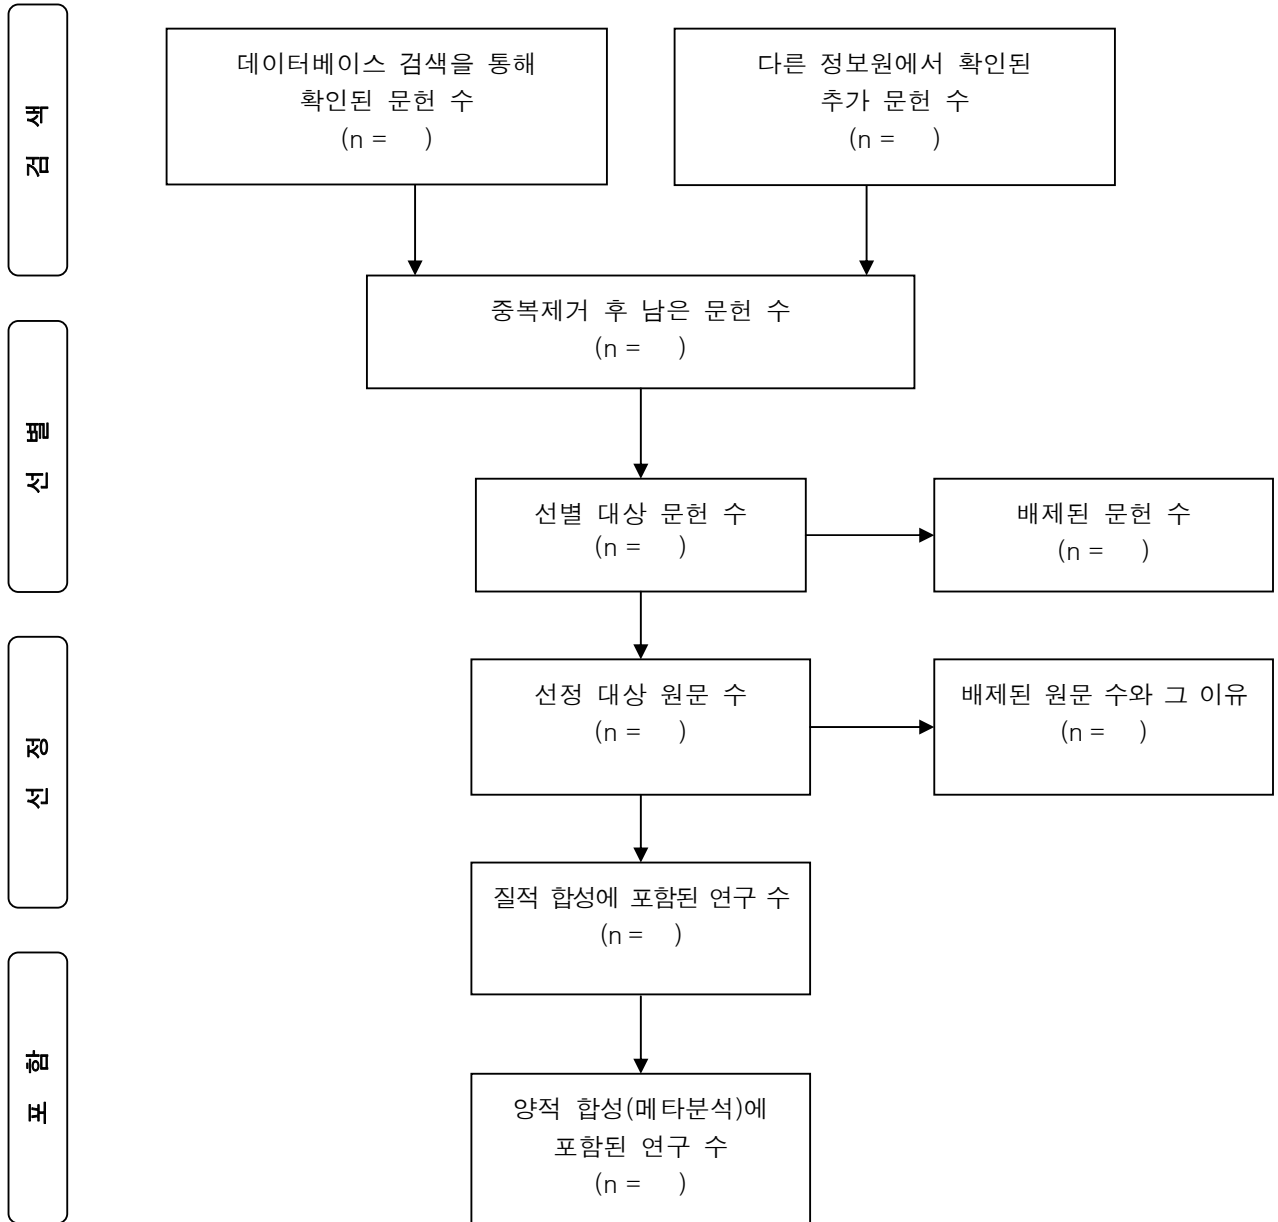 검 색
데이터베이스 검색을 통해
확인된 문헌 수
(n = )
다른 정보원에서 확인된
추가 문헌 수
(n = )
중복제거 후 남은 문헌 수
(n = )
선 별
선별 대상 문헌 수
(n = )
배제된 문헌 수
(n = )
선 정
선정 대상 원문 수
(n = )
배제된 원문 수와 그 이유
(n = )
질적 합성에 포함된 연구 수
(n = )
포 함
양적 합성(메타분석)에
포함된 연구 수
(n = )